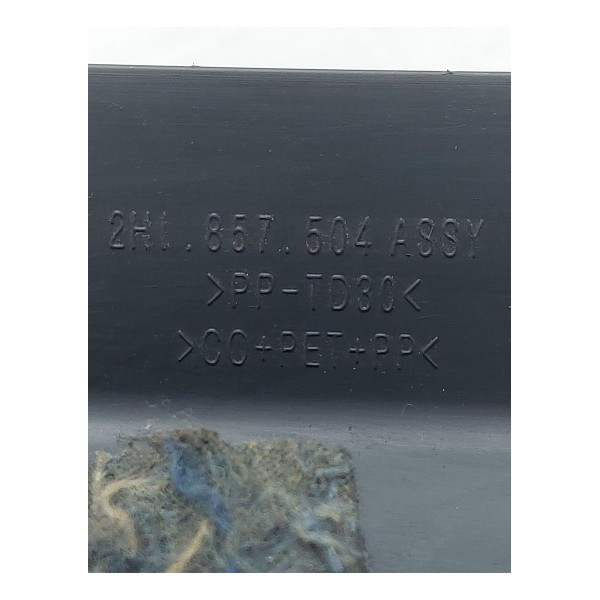 2H1.857.504 ASSY
>PP-TD30<
>CO+PET+PP<